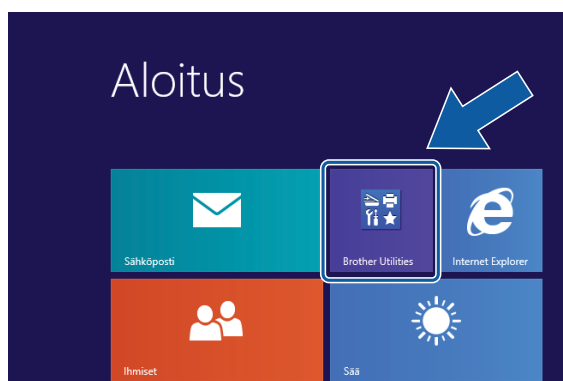 Aloitus
Sähköposti
Brother Utilities
Internet Explorer
Ihmiset
Sää